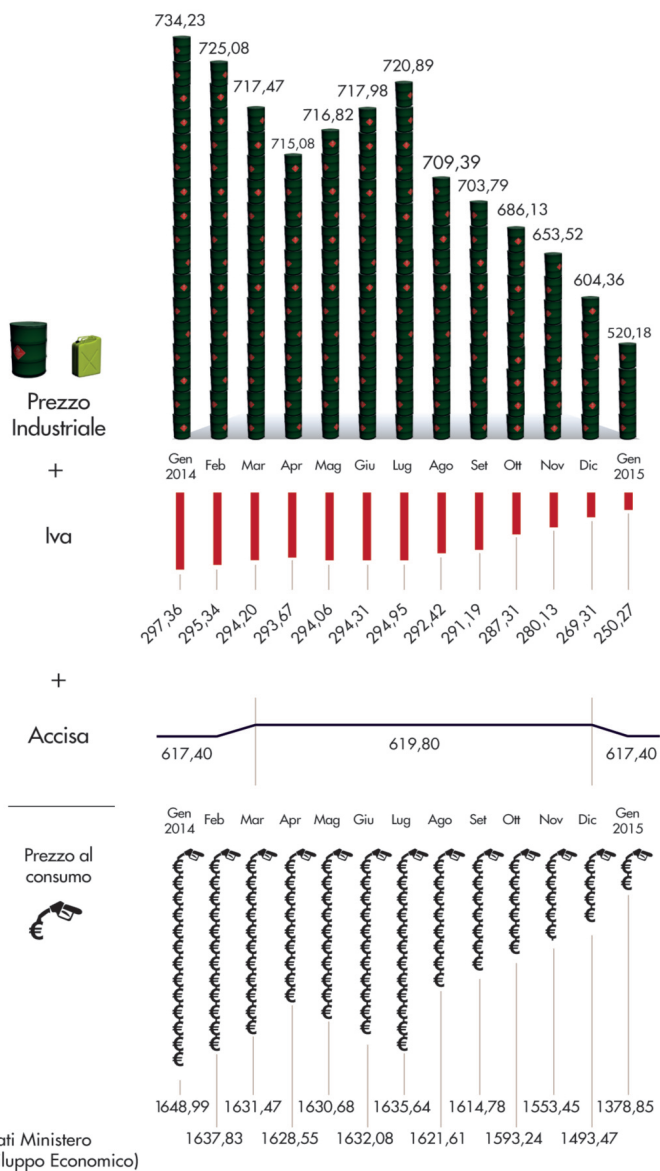 734,23
725,08
717,47
715,08
716,82
717,98
720,89
709,39
703,79
686,13
653,52
604,36
520,18
Prezzo
Industriale
+
Gen
2014
Feb
Mar
Apr
Mag
Giu
Lug
Ago
Set
Ott
Nov
Dic
Gen
2015
Iva
297,36
295,34
294,20
293,67
294,06
294,31
294,95
292,42
291,19
287,31
280,13
269,31
250,27
+
Accisa
617,40
619,80
617,40
Gen
2014
Feb
Mar
Apr
Mag
Giu
Lug
Ago
Set
Ott
Nov
Dic
Gen
2015
Prezzo al
consumo
1648,99
1637,83
1631,47
1628,55
1630,68
1632,08
1635,64
1621,61
1614,78
1593,24
1553,45
1493,47
1378,85
ati Ministero
iluppo Economico)